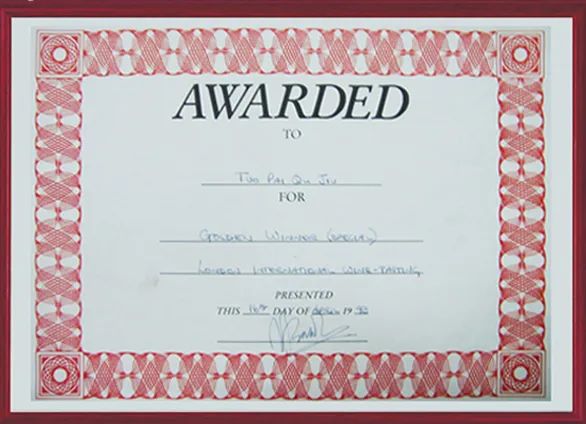 AWARDED
TO
TUO PAI QU JIU
FOR
GOLDEN WINNER (SPECIAL)
LONDON INTERNATIONAL WINE-TASTING
PRESENTED
THIS DAY OF 19